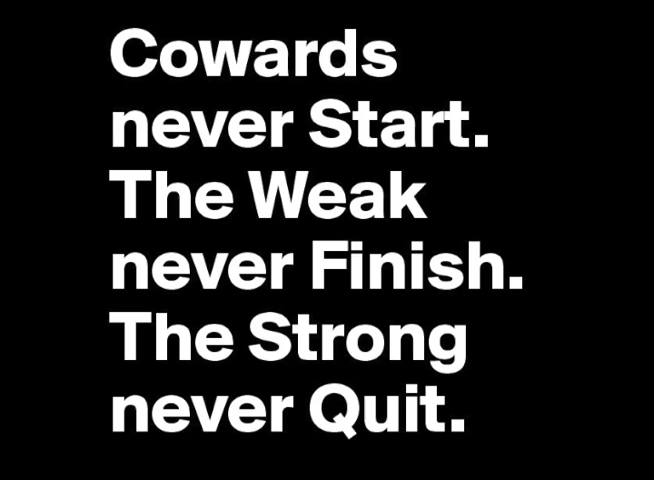 Cowards
never Start.
The Weak
never Finish.
The Strong
never Quit.